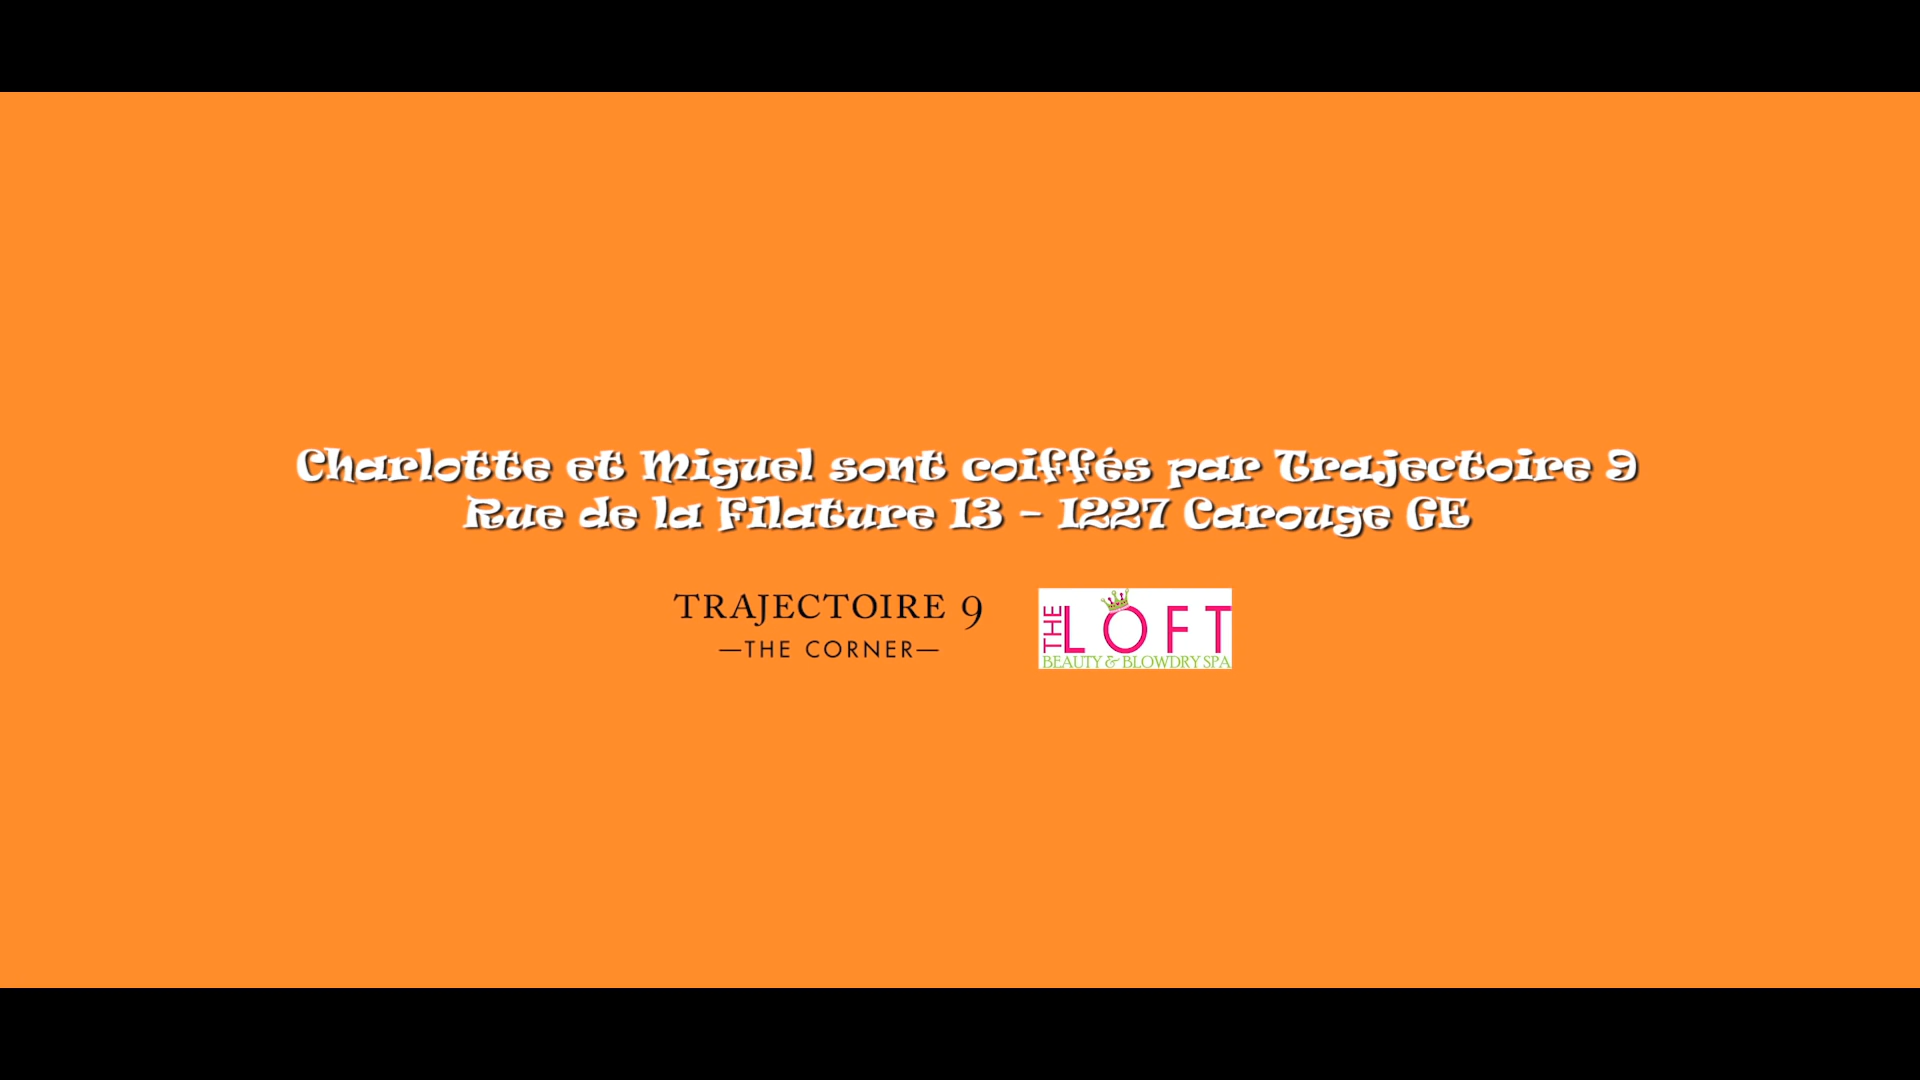 Charlotte et Miguel sont coiffés par Trajectoire 9
Rue de la Filature 13 - 1227 Carouge GE
TRAJECTOIRE 9
—THE CORNER—
THE LOFT
BEAUTY & BLOWDRY SPA